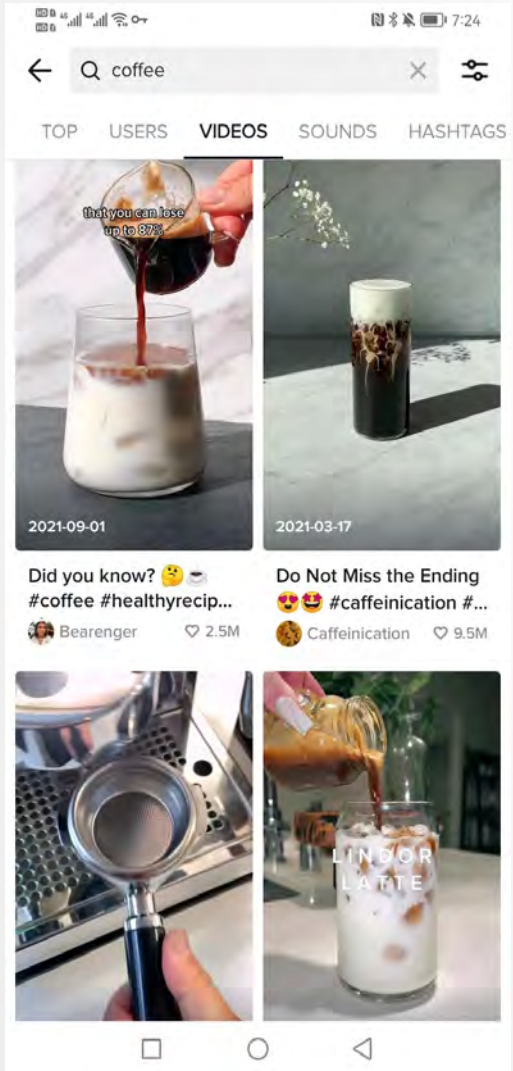 7:24
coffee
TOP USERS VIDEOS SOUNDS HASHTAGS
that you can lose
up to 87%
2021-09-01
2021-03-17
Did you know? 🤔☕
#coffee #healthyrecip...
Bearenger 2.5M
Do Not Miss the Ending
😍🤩 #caffeinication #...
Caffeinication 9.5M
LINDOR
LATTE